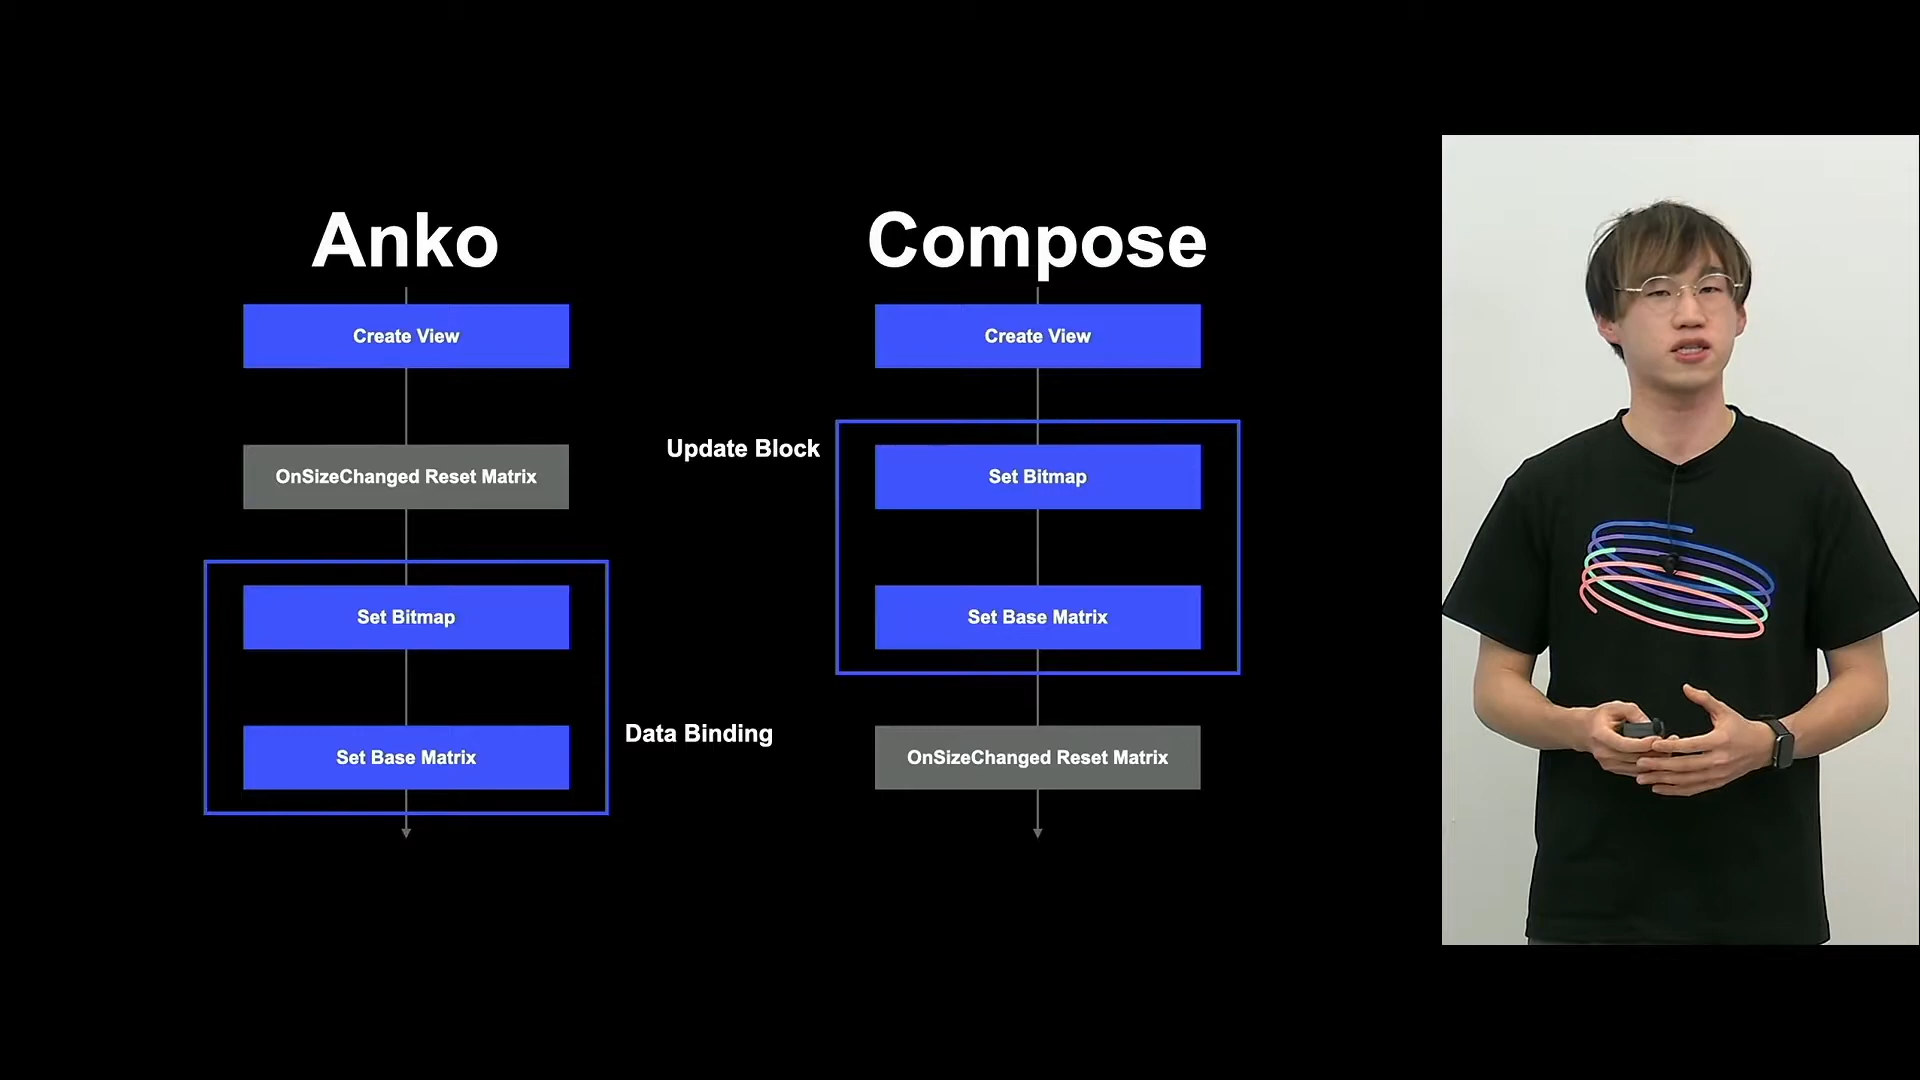 Anko
Create View
OnSizeChanged Reset Matrix
Set Bitmap
Set Base Matrix
Data Binding
Compose
Create View
Update Block
Set Bitmap
Set Base Matrix
OnSizeChanged Reset Matrix